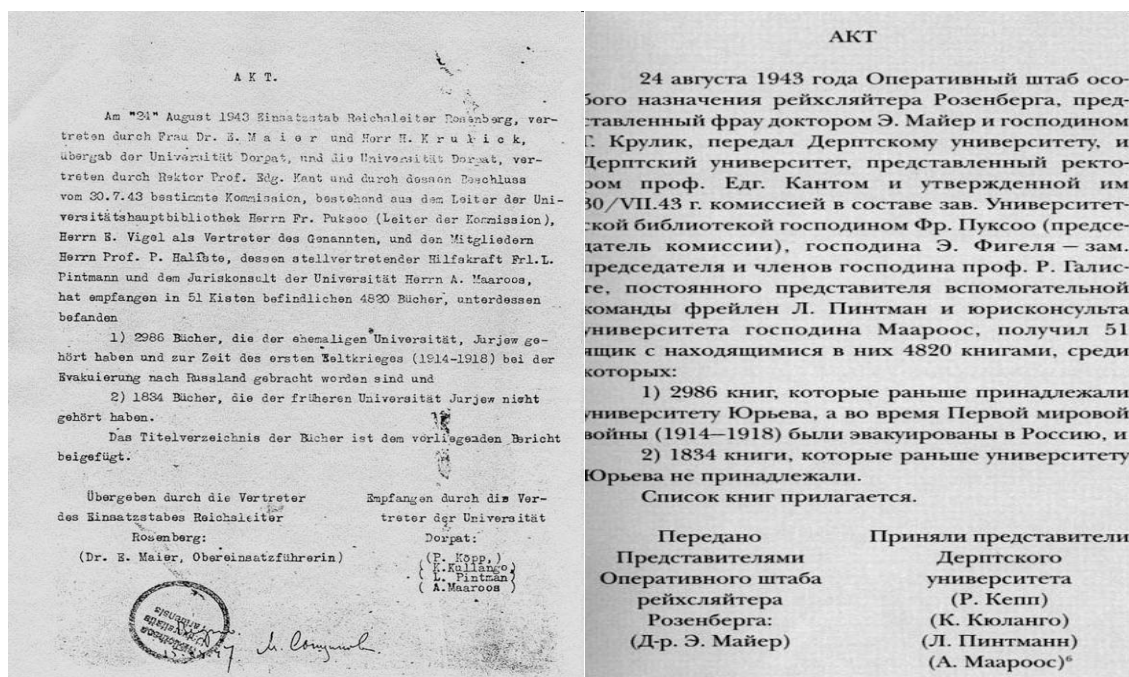 A K T.
Am "24" August 1943 Einsatzstab Reichsleiter Rosenberg, ver-
treten durch Frau Dr. E. M a i e r und Herr H. K r u l i c k,
übergab der Universität Dorpat, und die Universität Dorpat, ver-
treten durch Rektor Prof. Edg. Kant und durch dessen Beschluss
vom 30.7.43 bestimmte Kommission, bestehend aus dem Leiter der Uni-
versitätshauptbibliothek Herrn Fr. Puksoo (Leiter der Kommission),
Herrn E. Vigel als Vertreter des Genannten, und den Mitgliedern
Herrn Prof. P. Haliste, dessen stellvertretender Hilfskraft Frl.L.
Pintmann und dem Juriskonsult der Universität Herrn A. Maaroos,
hat empfangen in 51 Kisten befindlichen 4820 Bücher, unterdessen
befanden
1) 2986 Bücher, die der ehemaligen Universität, Jurjew ge-
hört haben und zur Zeit des ersten Weltkrieges (1914-1918) bei der
Evakuierung nach Russland gebracht worden sind und
2) 1834 Bücher, die der früheren Universität Jurjew nicht
gehört haben.
Das Titelverzeichnis der Bücher ist dem vorliegenden Bericht
beigefügt.
Übergeben durch die Vertreter
des Einsatzstabes Reichsleiter
Rosenberg:
(Dr. E. Maier, Obereinsatzführerin)
Empfangen durch die Ver-
treter der Universität
Dorpat:
(P. Köpp,)
( K.Kullango )
( L. Pintman )
( A.Maaroos )
АКТ
24 августа 1943 года Оперативный штаб осо-
бого назначения рейхсляйтера Розенберга, пред-
ставленный фрау доктором Э. Майер и господином
Г. Крулик, передал Дерптскому университету, и
Дерптский университет, представленный ректо-
ром проф. Едг. Кантом и утвержденной им
30/VII.43 г. комиссией в составе зав. Университет-
ской библиотекой господином Фр. Пуксоо (предсе-
датель комиссии), господина Э. Фигеля — зам.
председателя и членов господина проф. Р. Галис-
те, постоянного представителя вспомогательной
команды фрейлен Л. Пинтман и юрисконсульта
университета господина Маароос, получил 51
ящик с находящимися в них 4820 книгами, среди
которых:
1) 2986 книг, которые раньше принадлежали
университету Юрьева, а во время Первой мировой
войны (1914—1918) были эвакуированы в Россию, и
2) 1834 книги, которые раньше университету
Юрьева не принадлежали.
Список книг прилагается.
Передано
Представителями
Оперативного штаба
рейхсляйтера
Розенберга:
(Д-р. Э. Майер)
Приняли представители
Дерптского
университета
(Р. Кепп)
(К. Кюланго)
(Л. Пинтманн)
(А. Маароос)⁶